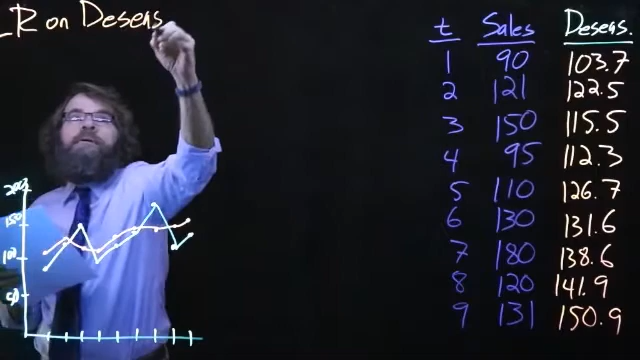 LR on Deseas
t Sales Deseas.
1 90 103.7
2 121 122.5
3 150 115.5
4 95 112.3
5 110 126.7
6 130 131.6
7 180 138.6
8 120 141.9
9 131 150.9
200
150
100
50